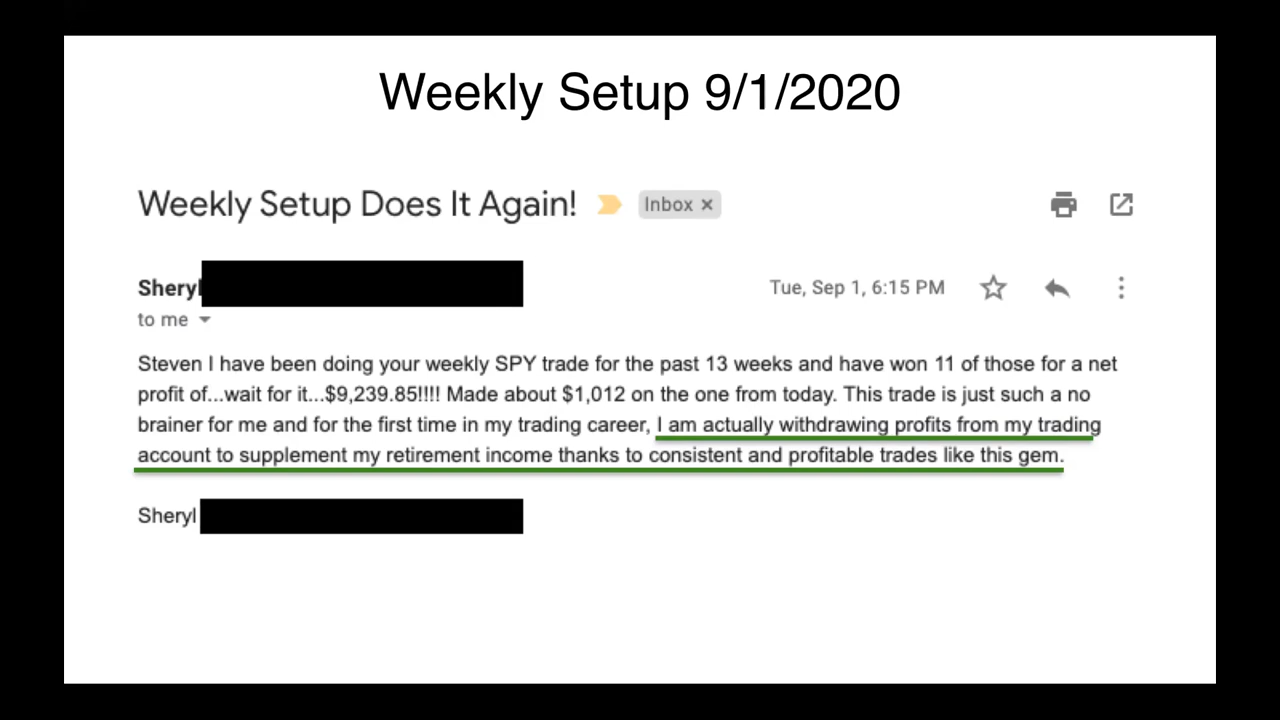 Weekly Setup 9/1/2020
Weekly Setup Does It Again!
Inbox ×
Sheryl
Tue, Sep 1, 6:15 PM
to me
Steven I have been doing your weekly SPY trade for the past 13 weeks and have won 11 of those for a net
profit of...wait for it...$9,239.85!!!! Made about $1,012 on the one from today. This trade is just such a no
brainer for me and for the first time in my trading career, I am actually withdrawing profits from my trading
account to supplement my retirement income thanks to consistent and profitable trades like this gem.
Sheryl